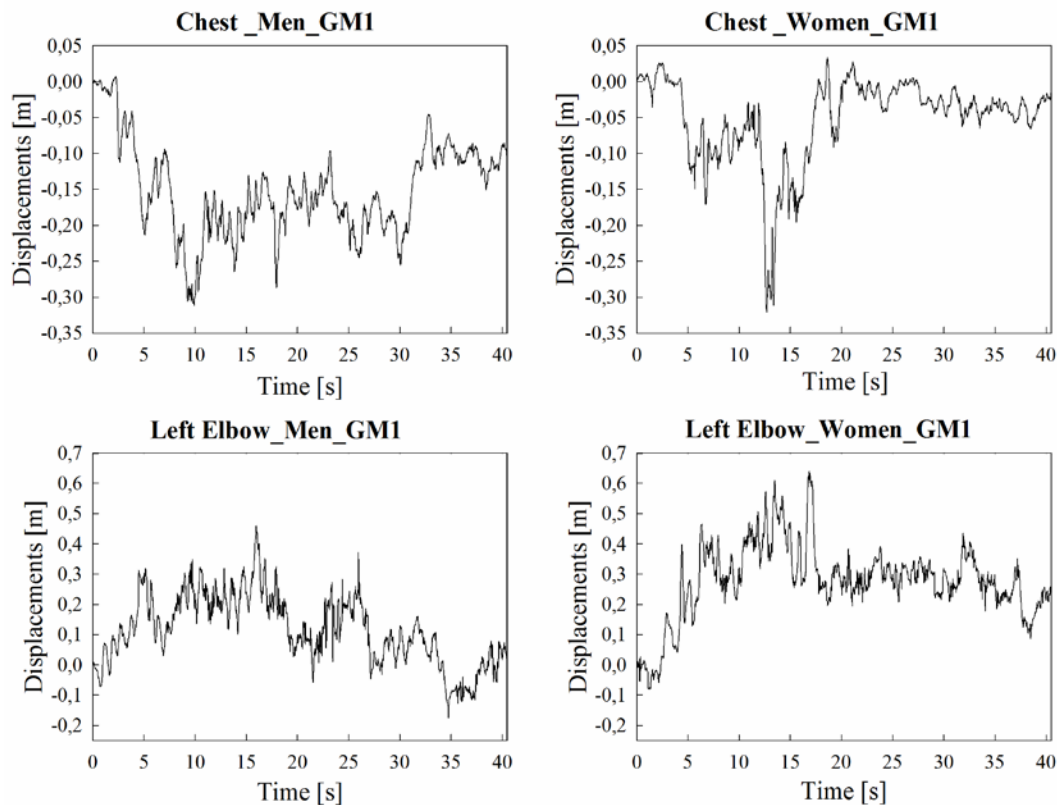 Chest _Men_GM1
Displacements [m]
0,05
0,00
-0,05
-0,10
-0,15
-0,20
-0,25
-0,30
-0,35
0 5 10 15 20 25 30 35 40
Time [s]
Chest_Women_GM1
Displacements [m]
0,05
0,00
-0,05
-0,10
-0,15
-0,20
-0,25
-0,30
-0,35
0 5 10 15 20 25 30 35 40
Time [s]
Left Elbow_Men_GM1
Displacements [m]
0,7
0,6
0,5
0,4
0,3
0,2
0,1
0,0
-0,1
-0,2
0 5 10 15 20 25 30 35 40
Time [s]
Left Elbow_Women_GM1
Displacements [m]
0,7
0,6
0,5
0,4
0,3
0,2
0,1
0,0
-0,1
-0,2
0 5 10 15 20 25 30 35 40
Time [s]